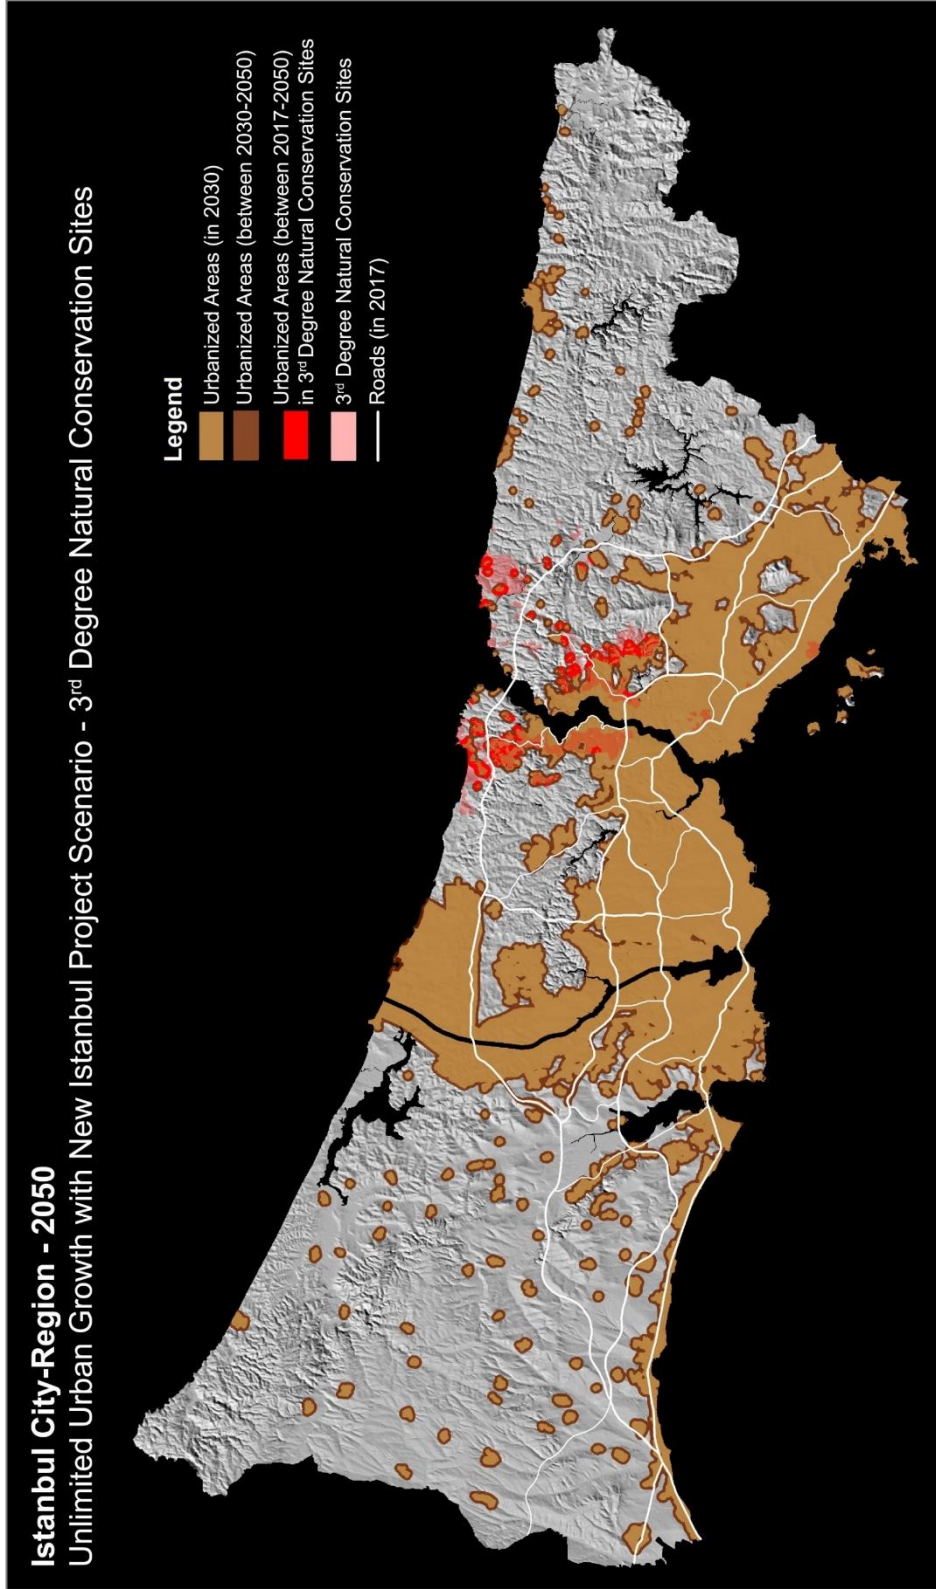 Istanbul City-Region - 2050
Unlimited Urban Growth with New Istanbul Project Scenario - 3rd Degree Natural Conservation Sites
Legend
Urbanized Areas (in 2030)
Urbanized Areas (between 2030-2050)
Urbanized Areas (between 2017-2050)
in 3rd Degree Natural Conservation Sites
3rd Degree Natural Conservation Sites
Roads (in 2017)